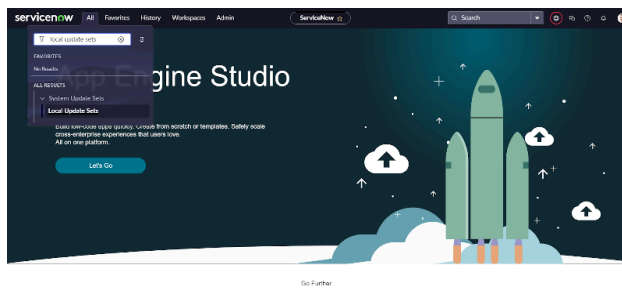 servicenow All Favorites History Workspaces Admin ServiceNow Search
local update sets
FAVORITES
No Results
App Engine Studio
ALL RESULTS
System Update Sets
Local Update Sets
Build low-code apps quickly. Create from scratch or templates. Safely scale
cross-enterprise experiences that users love.
All on one platform.
Let's Go
Go Further